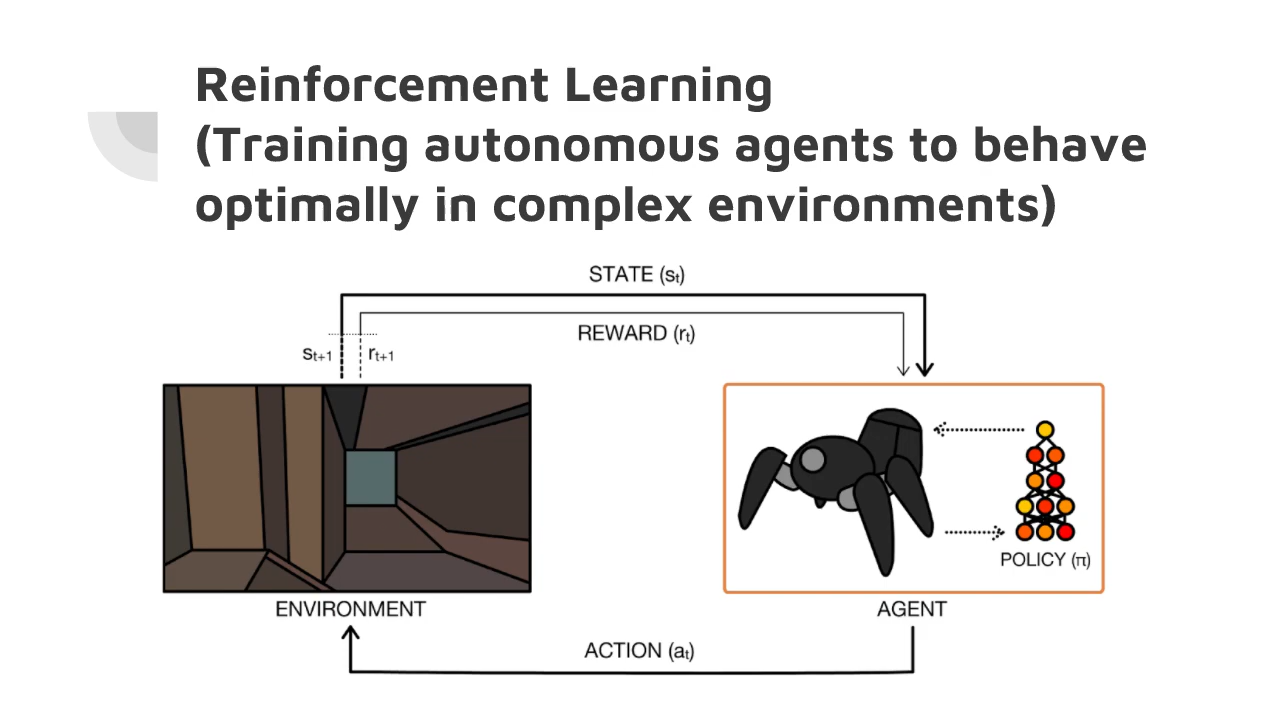 Reinforcement Learning
(Training autonomous agents to behave
optimally in complex environments)
STATE (sₜ)
REWARD (rₜ)
sₜ₊₁ rₜ₊₁
POLICY (π)
ENVIRONMENT AGENT
ACTION (aₜ)